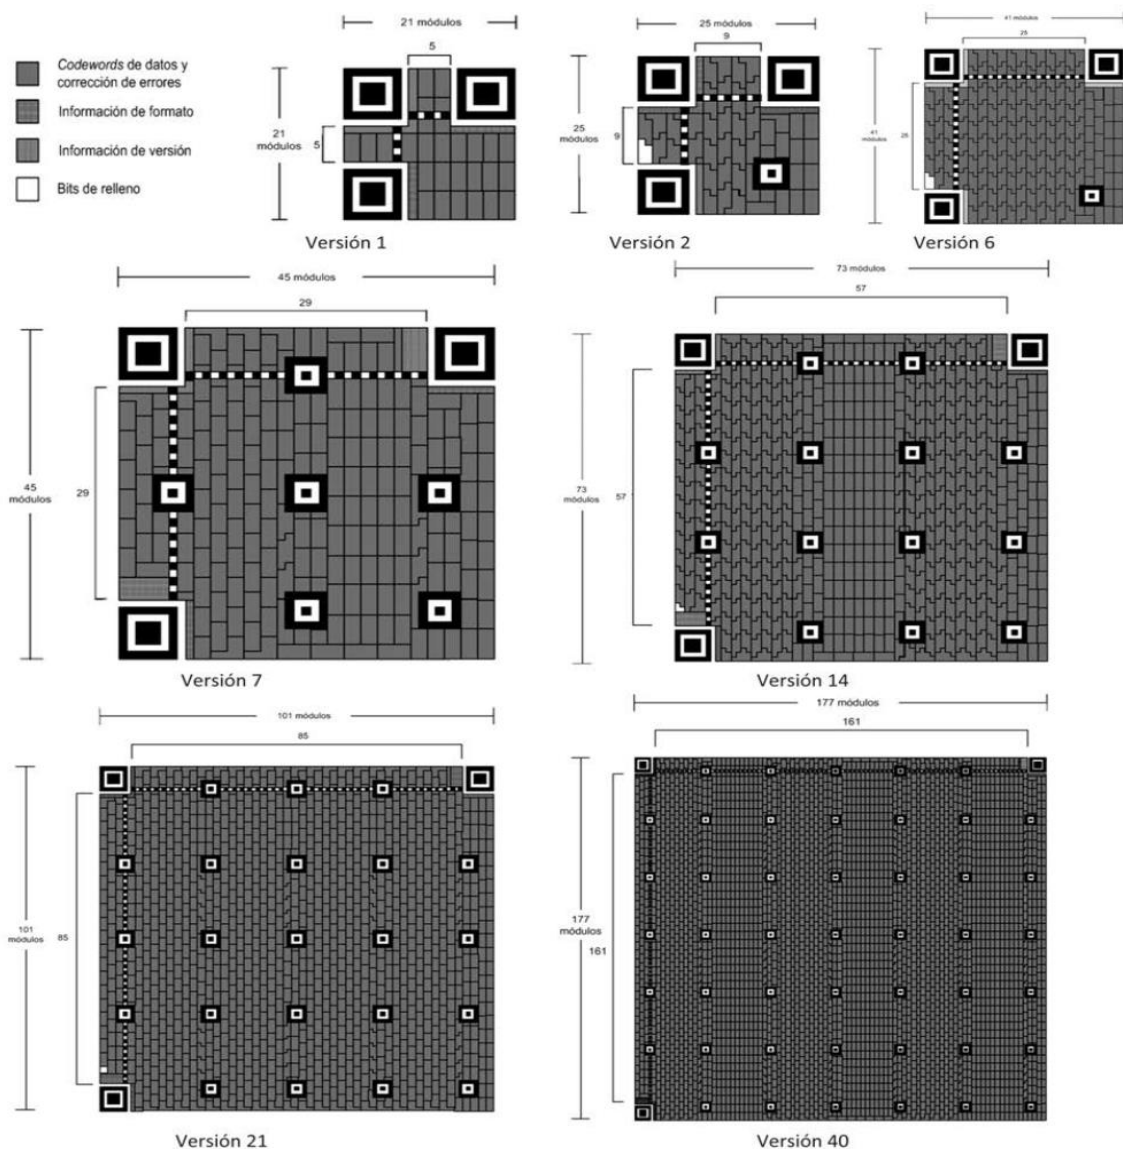 Codewords de datos y
corrección de errores
Información de formato
Información de versión
Bits de relleno
21 módulos
5
21
módulos
5
Versión 1
25 módulos
9
25
módulos
9
Versión 2
41 módulos
25
41
módulos
25
Versión 6
45 módulos
29
45
módulos
29
Versión 7
73 módulos
57
73
módulos
57
Versión 14
101 módulos
85
101
módulos
85
Versión 21
177 módulos
161
177
módulos
161
Versión 40